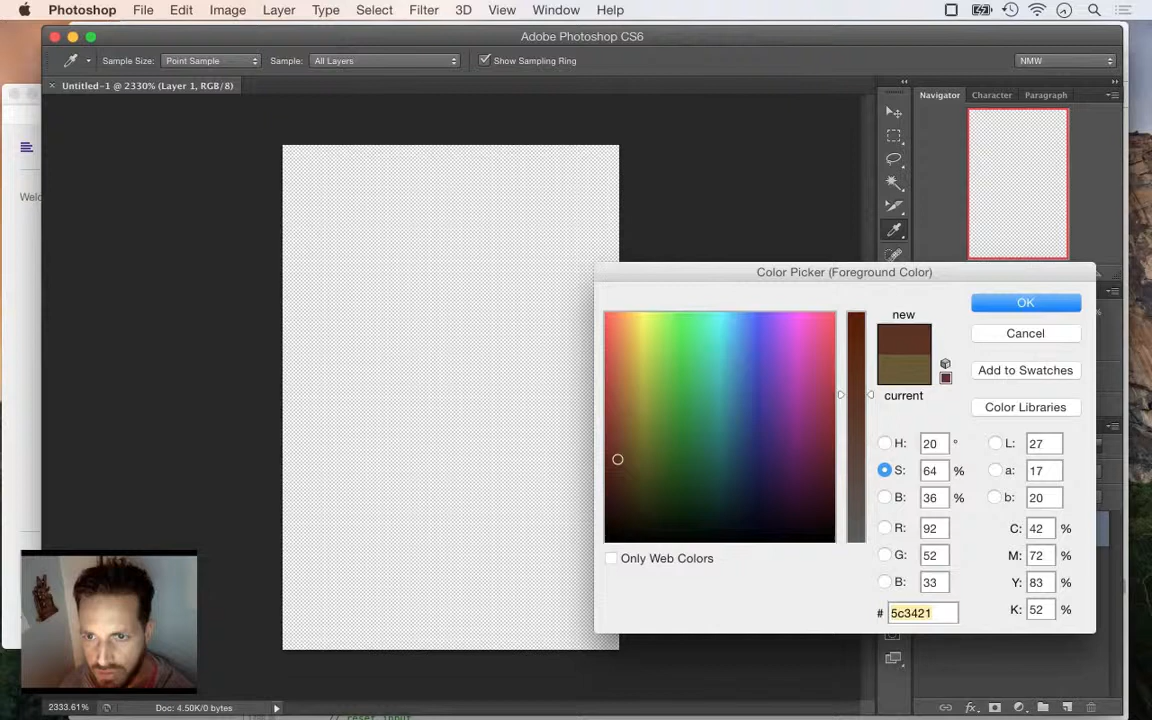 Photoshop File Edit Image Layer Type Select Filter 3D View Window Help
Adobe Photoshop CS6
Sample Size: Point Sample Sample: All Layers Show Sampling Ring NMW
× Untitled-1 @ 2330% (Layer 1, RGB/8)
Navigator Character Paragraph
Welc
Color Picker (Foreground Color)
new
current
OK
Cancel
Add to Swatches
Color Libraries
H: 20 °
S: 64 %
B: 36 %
R: 92
G: 52
B: 33
# 5c3421
L: 27
a: 17
b: 20
C: 42 %
M: 72 %
Y: 83 %
K: 52 %
Only Web Colors
2333.61% Doc: 4.50K/0 bytes
// reset input